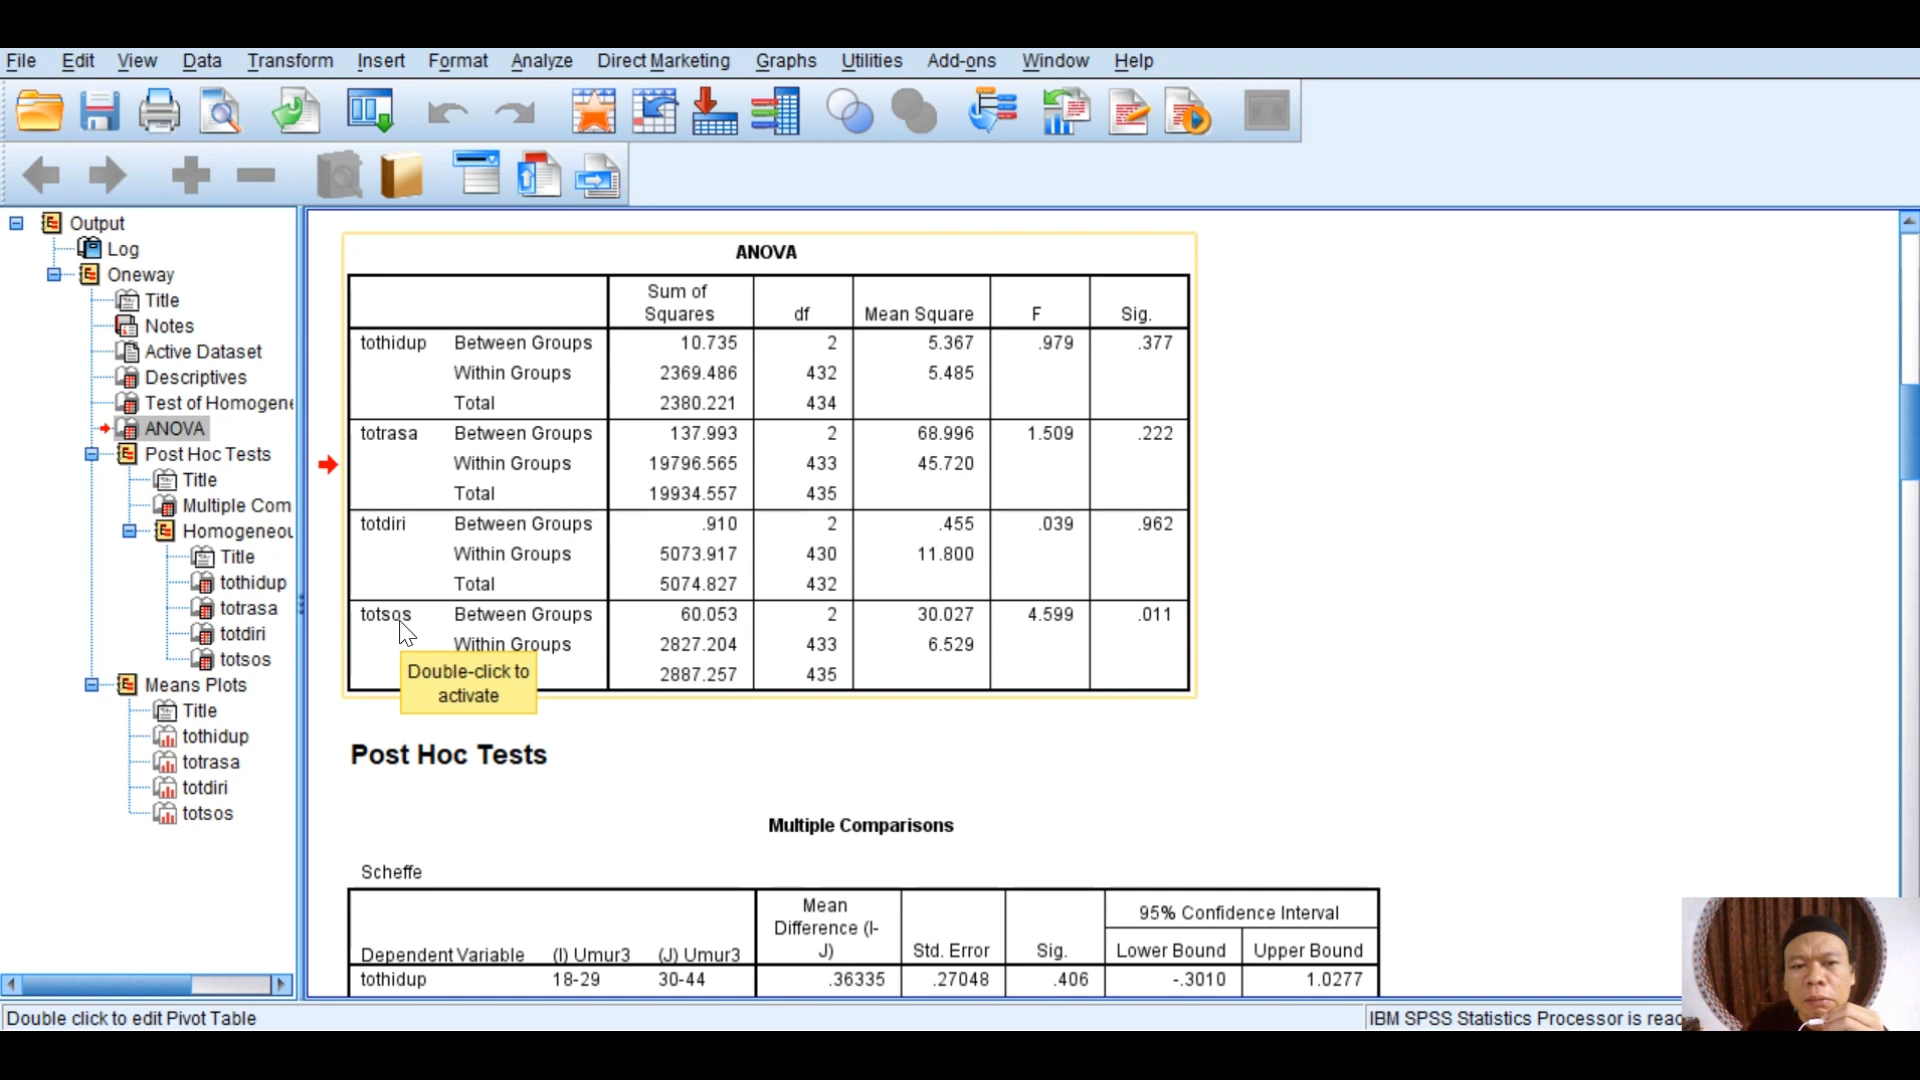 File Edit View Data Transform Insert Format Analyze Direct Marketing Graphs Utilities Add-ons Window Help
Output
Log
Oneway
Title
Notes
Active Dataset
Descriptives
Test of Homogene
ANOVA
Post Hoc Tests
Title
Multiple Com
Homogeneou
Title
tothidup
totrasa
totdiri
totsos
Means Plots
Title
tothidup
totrasa
totdiri
totsos
ANOVA
Sum of Squares df Mean Square F Sig.
tothidup Between Groups 10.735 2 5.367 .979 .377
Within Groups 2369.486 432 5.485
Total 2380.221 434
totrasa Between Groups 137.993 2 68.996 1.509 .222
Within Groups 19796.565 433 45.720
Total 19934.557 435
totdiri Between Groups .910 2 .455 .039 .962
Within Groups 5073.917 430 11.800
Total 5074.827 432
totsos Between Groups 60.053 2 30.027 4.599 .011
Within Groups 2827.204 433 6.529
2887.257 435
Double-click to
activate
Post Hoc Tests
Multiple Comparisons
Scheffe
Dependent Variable (I) Umur3 (J) Umur3 Mean Difference (I-J) Std. Error Sig. 95% Confidence Interval
Lower Bound Upper Bound
tothidup 18-29 30-44 .36335 .27048 .406 -.3010 1.0277
Double click to edit Pivot Table
IBM SPSS Statistics Processor is reac